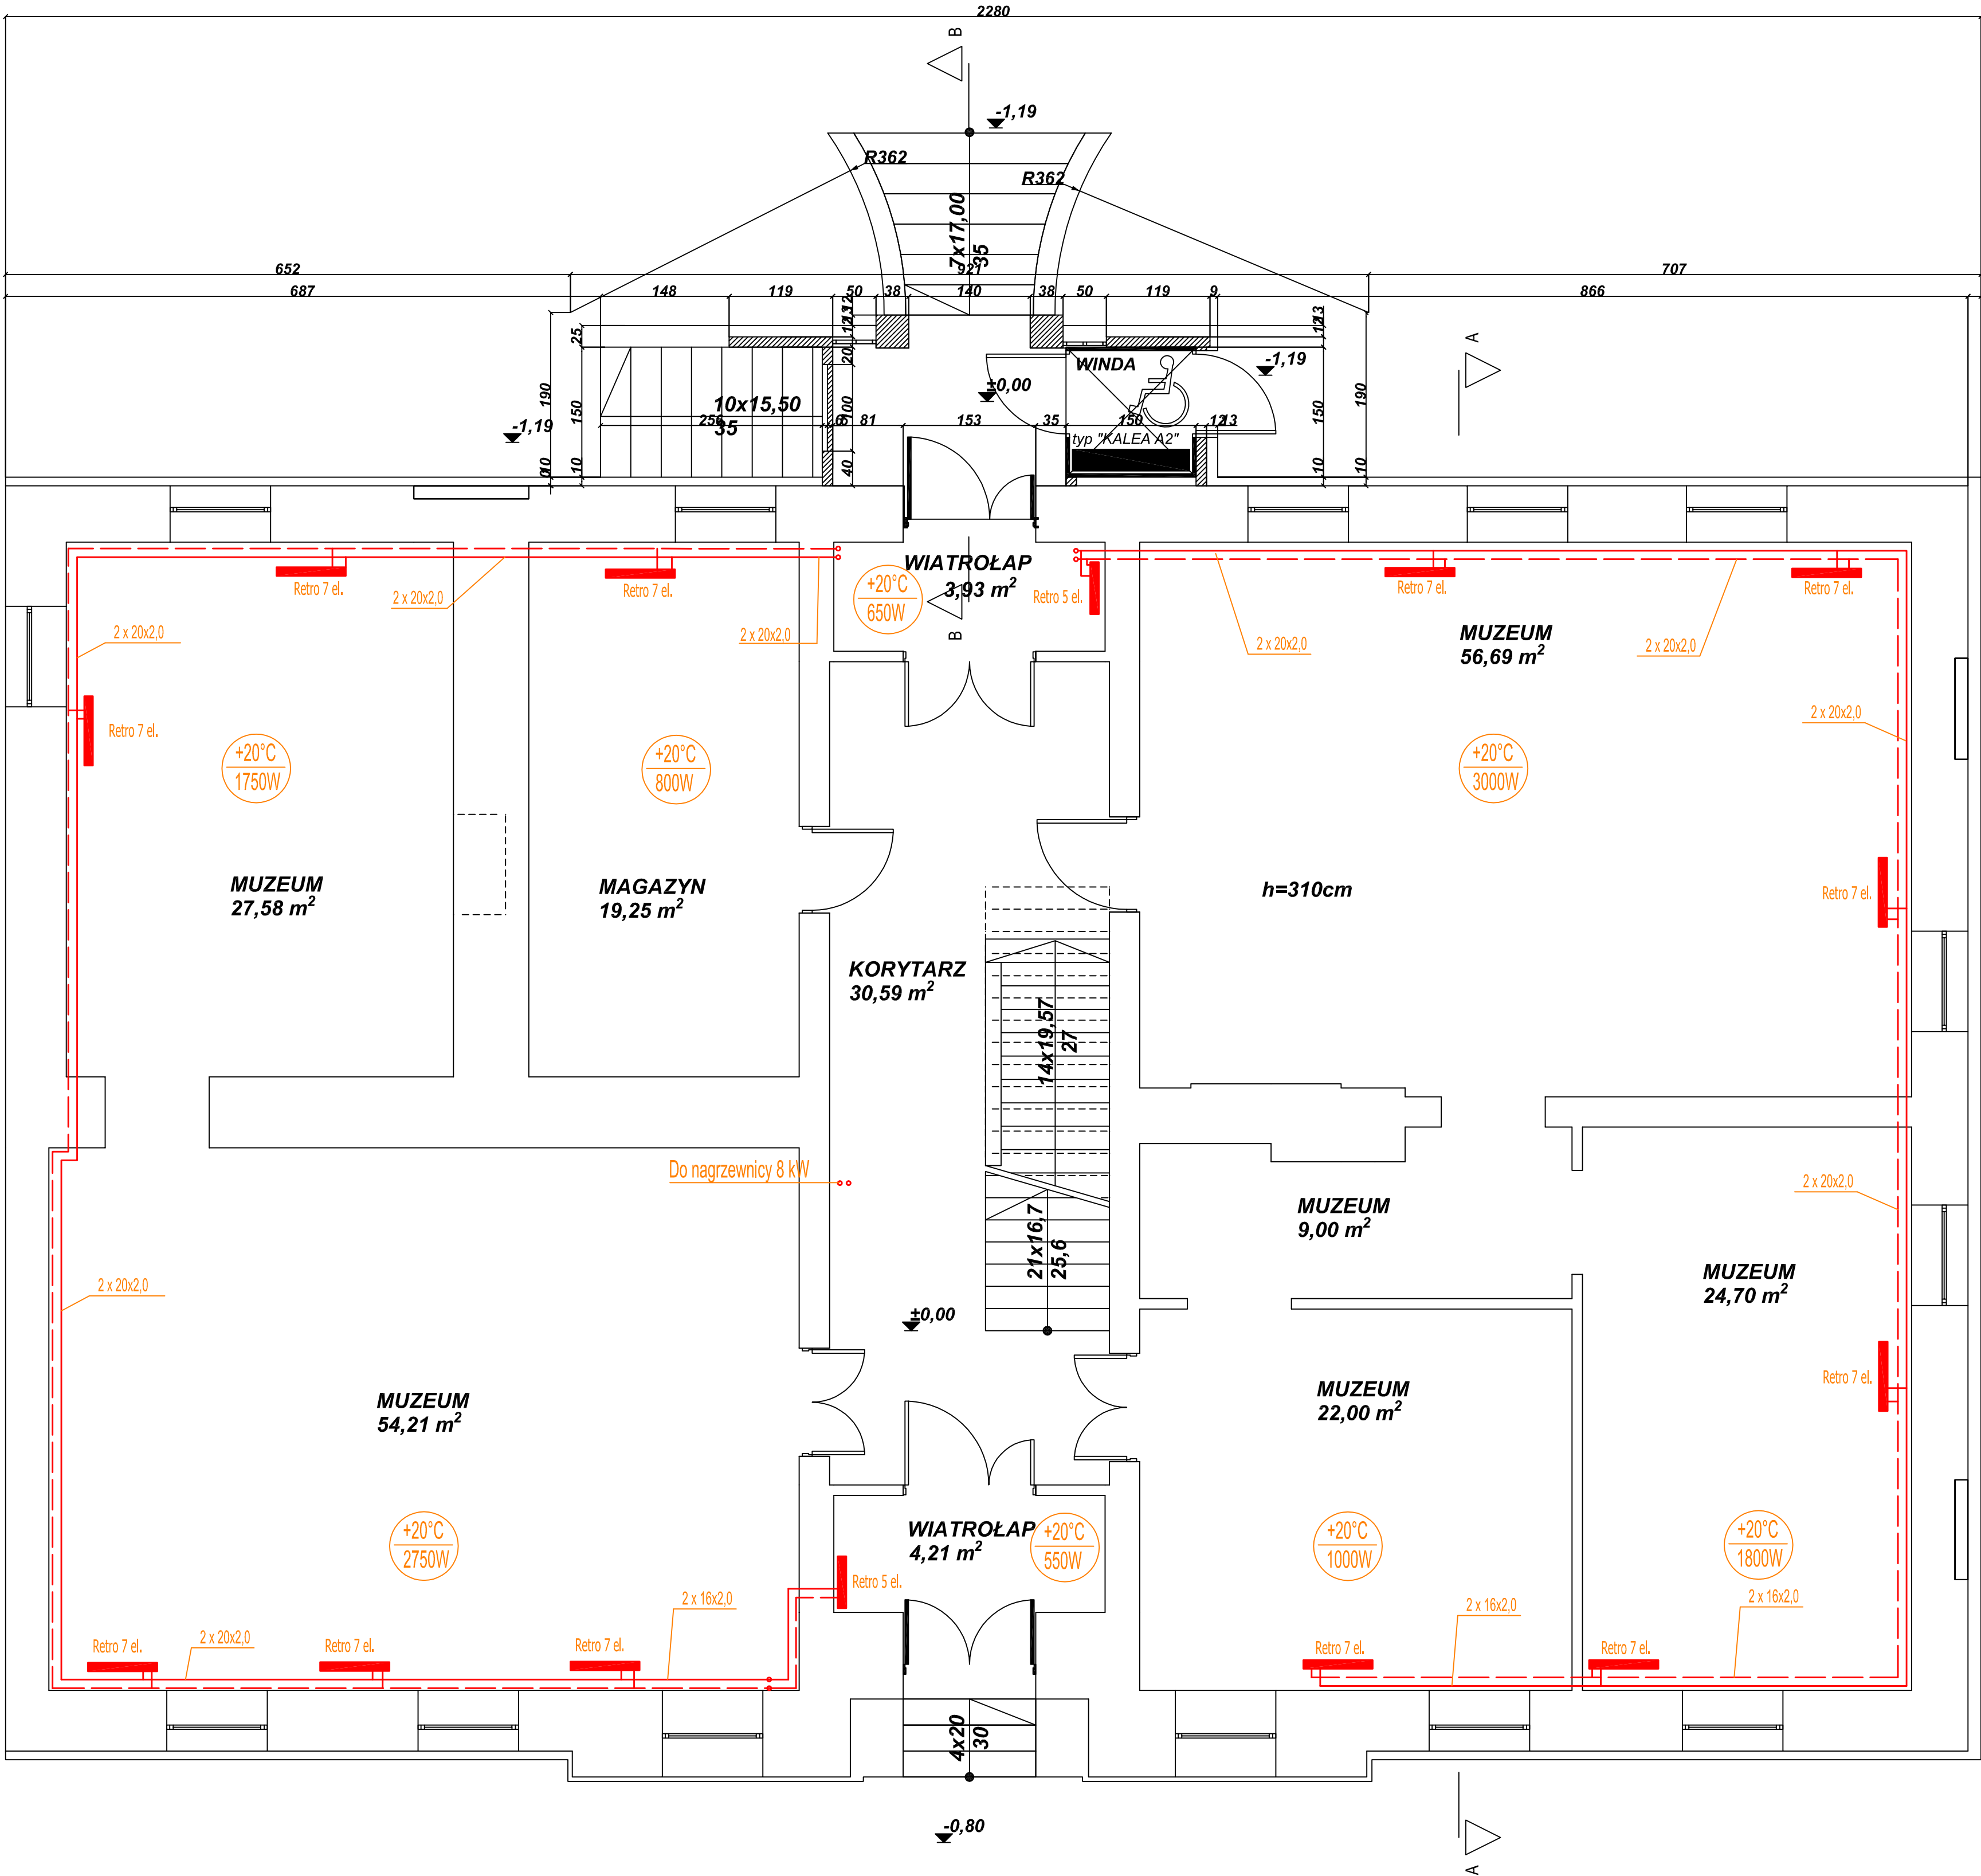 2280
B
-1,19
R362
R362
7x17,00
35
652
921
707
687
148
119
50
38
140
38
50
119
9
866
12
13
12
20
100
40
13
12
25
190
150
10
10
190
150
10
10
A
WINDA
-1,19
±0,00
10x15,50
35
-1,19
256
81
153
35
150
12
13
typ "KALEA A2"
WIATROŁAP
3,93 m²
+20°C
650W
B
Retro 7 el.
2 x 20x2,0
Retro 7 el.
2 x 20x2,0
Retro 5 el.
2 x 20x2,0
Retro 7 el.
2 x 20x2,0
Retro 7 el.
2 x 20x2,0
MUZEUM
56,69 m²
Retro 7 el.
2 x 20x2,0
+20°C
1750W
+20°C
800W
+20°C
3000W
MUZEUM
27,58 m²
MAGAZYN
19,25 m²
h=310cm
Retro 7 el.
KORYTARZ
30,59 m²
14x19,57
27
Do nagrzewnicy 8 kW
2 x 20x2,0
MUZEUM
9,00 m²
21x16,7
25,6
2 x 20x2,0
MUZEUM
24,70 m²
±0,00
MUZEUM
54,21 m²
MUZEUM
22,00 m²
Retro 7 el.
+20°C
2750W
WIATROŁAP
4,21 m²
+20°C
550W
+20°C
1000W
+20°C
1800W
Retro 5 el.
2 x 16x2,0
2 x 16x2,0
2 x 16x2,0
Retro 7 el.
2 x 20x2,0
Retro 7 el.
Retro 7 el.
Retro 7 el.
Retro 7 el.
4x20
30
-0,80
A